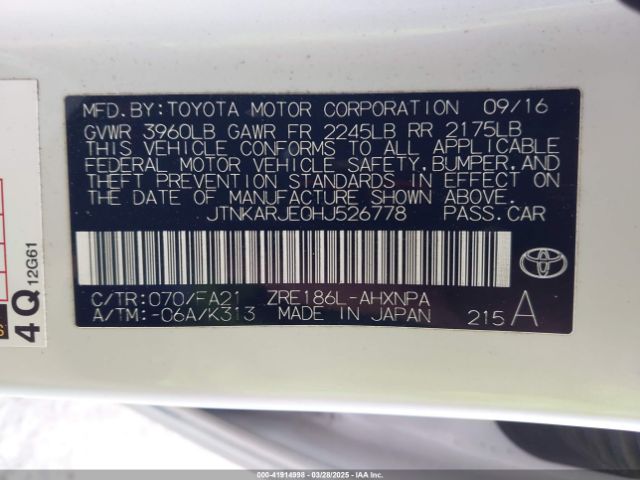 MFD.BY:TOYOTA MOTOR CORPORATION 09/16
GVWR 3960LB GAWR FR 2245LB RR 2175LB
THIS VEHICLE CONFORMS TO ALL APPLICABLE
FEDERAL MOTOR VEHICLE SAFETY,BUMPER,AND
THEFT PREVENTION STANDARDS IN EFFECT ON
THE DATE OF MANUFACTURE SHOWN ABOVE.
JTNKARJE0HJ526778 PASS.CAR
C/TR:070/FA21 ZRE186L-AHXNPA
A/TM:-06A/K313 MADE IN JAPAN 215 A
4Q 12G61
000-41914998 03/28/2025 COPART